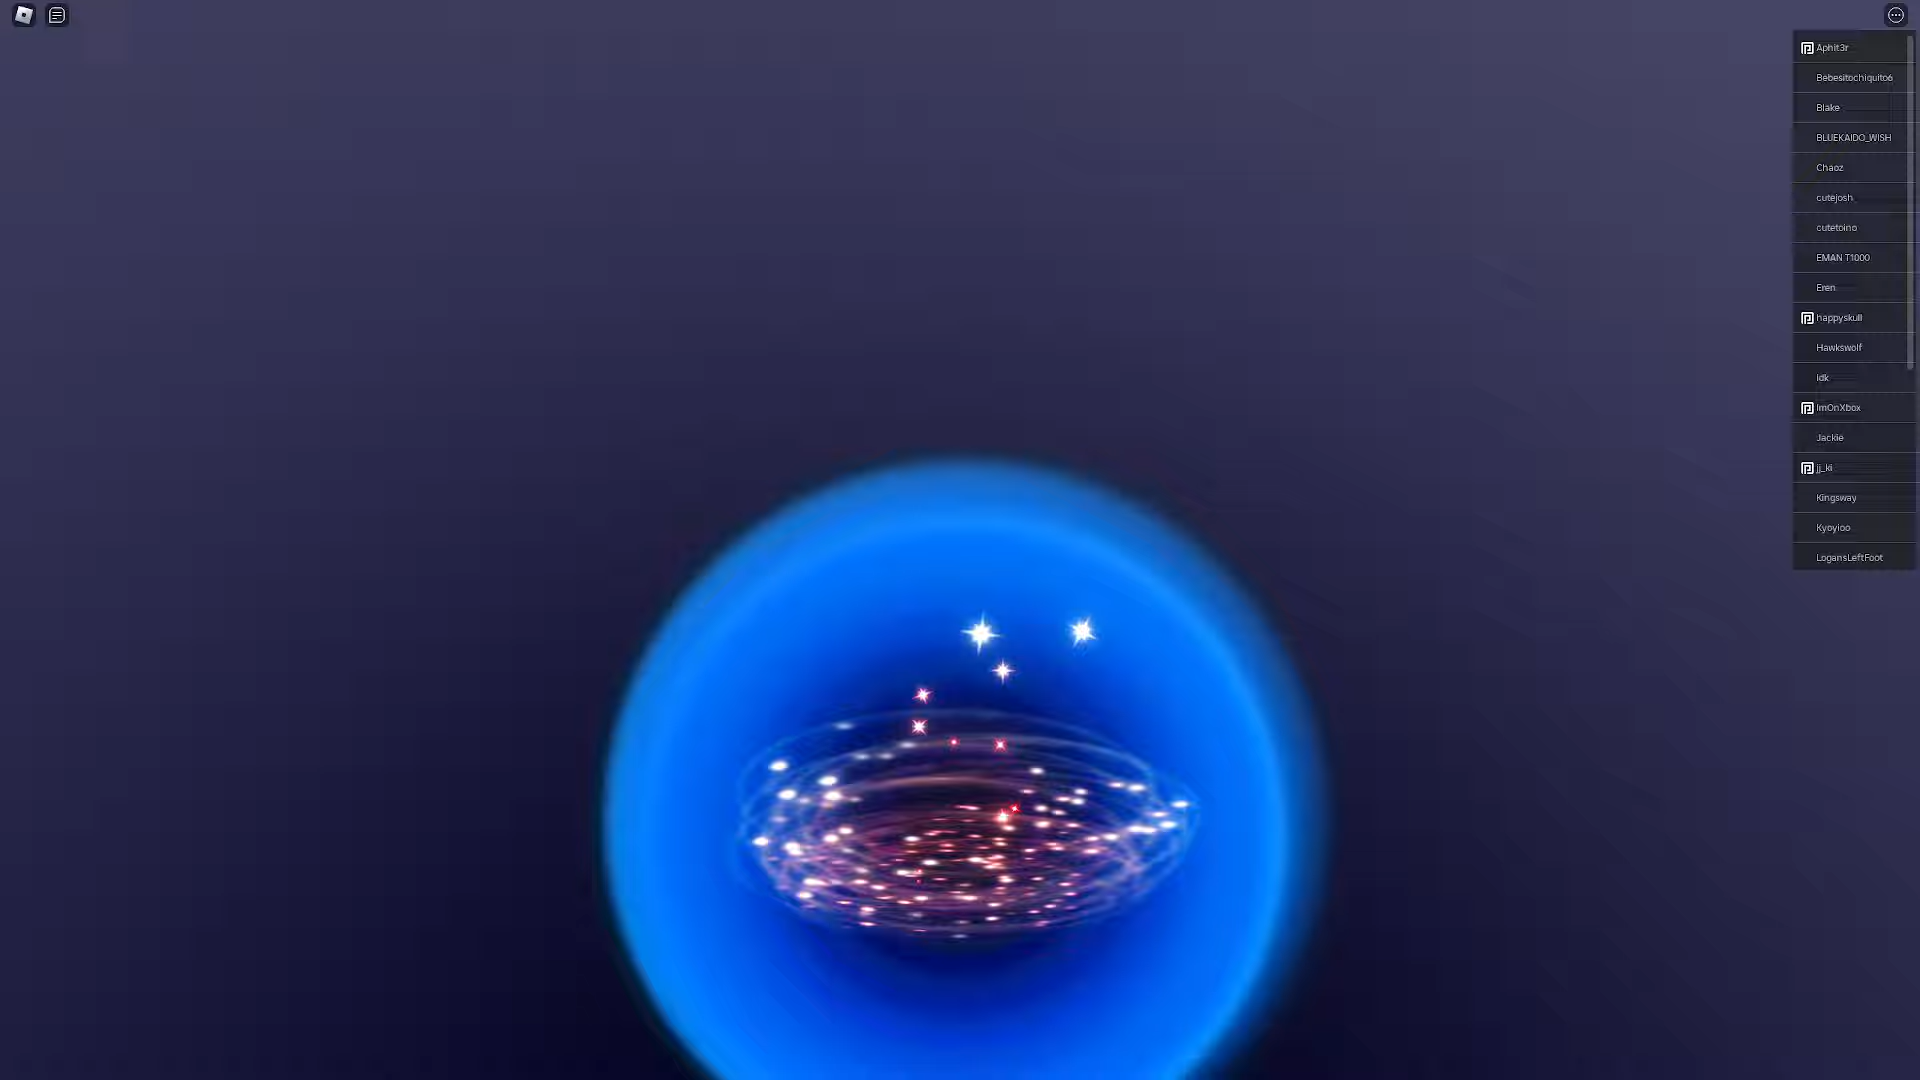 Aphit3r
Bebesitochiquito6
Blake
BLUEKAIDO_WISH
Chaoz
cutejosh
cutetoino
EMAN T1000
Eren
happyskull
Hawkswolf
Idk
ImOnXbox
Jackie
jj_ki
Kingsway
Kyoyioo
LogansLeftFoot